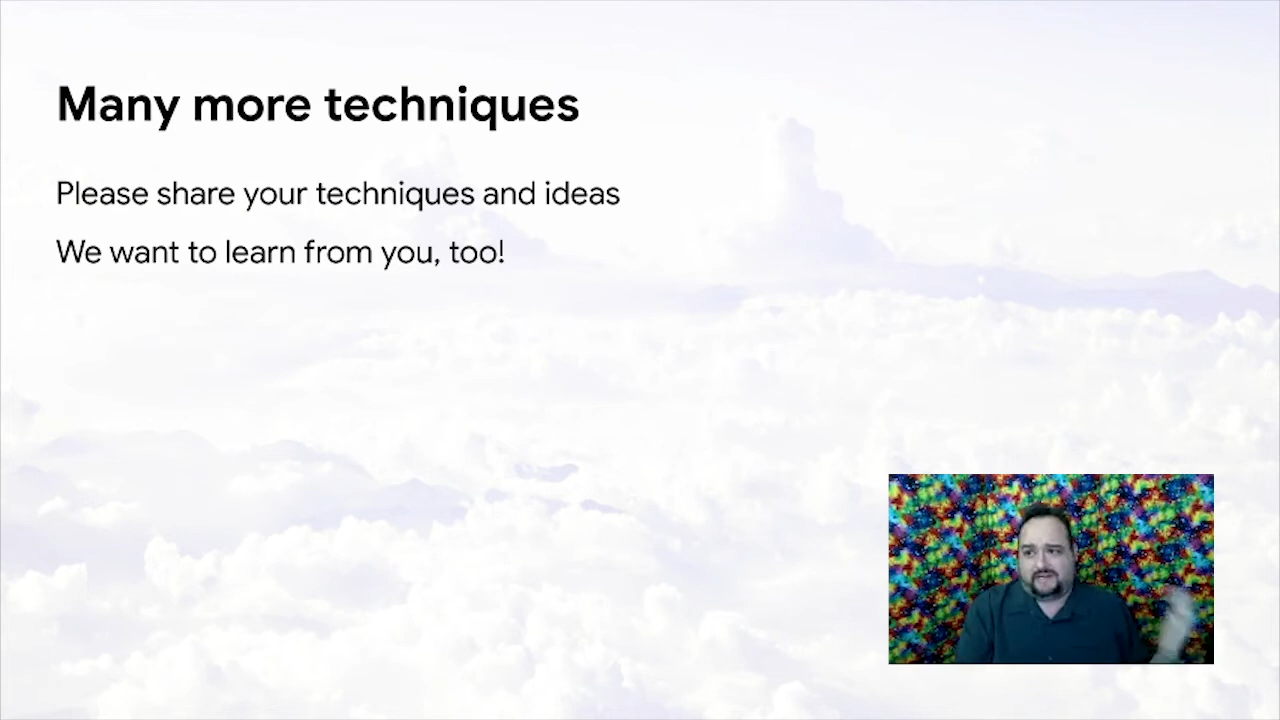 Many more techniques
Please share your techniques and ideas
We want to learn from you, too!